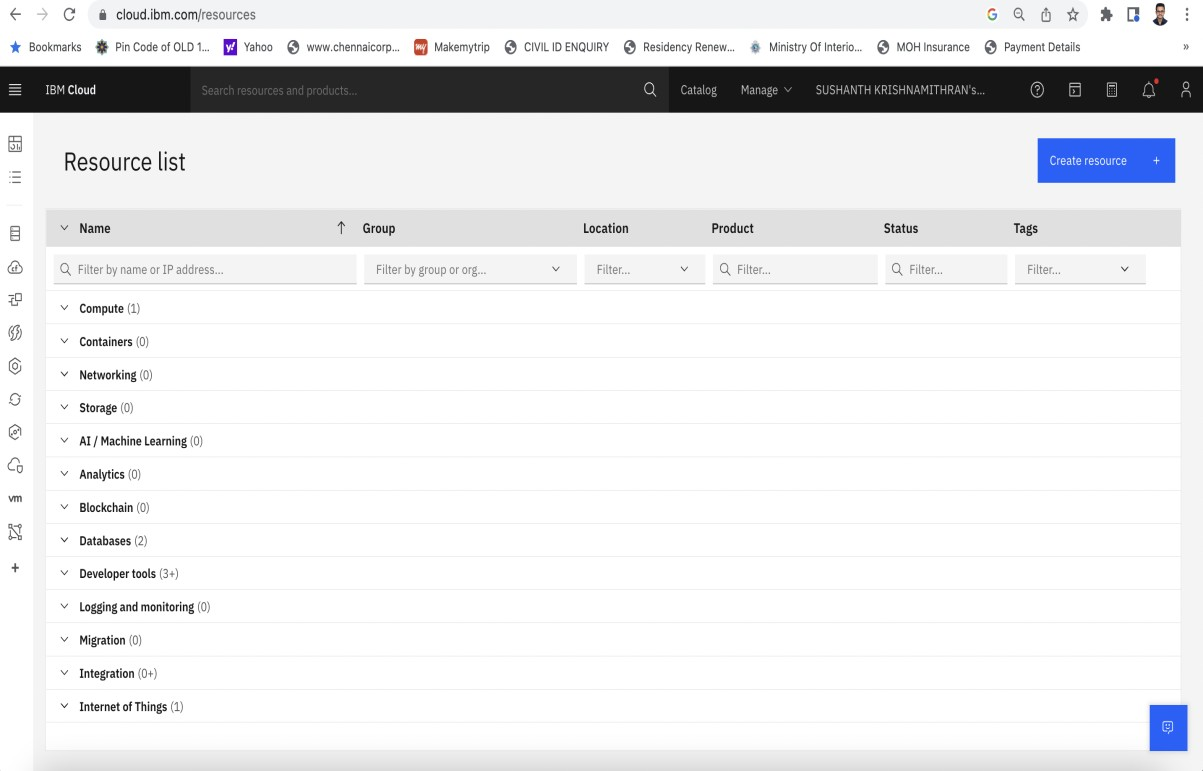 cloud.ibm.com/resources
Bookmarks Pin Code of OLD 1... Yahoo www.chennaicorp... Makemytrip CIVIL ID ENQUIRY Residency Renew... Ministry Of Interio... MOH Insurance Payment Details »
IBM Cloud Search resources and products... Catalog Manage SUSHANTH KRISHNAMITHRAN's...
Resource list
Create resource +
Name Group Location Product Status Tags
Filter by name or IP address... Filter by group or org... Filter... Filter... Filter... Filter...
Compute (1)
Containers (0)
Networking (0)
Storage (0)
AI / Machine Learning (0)
Analytics (0)
Blockchain (0)
vm
Databases (2)
Developer tools (3+)
Logging and monitoring (0)
Migration (0)
Integration (0+)
Internet of Things (1)